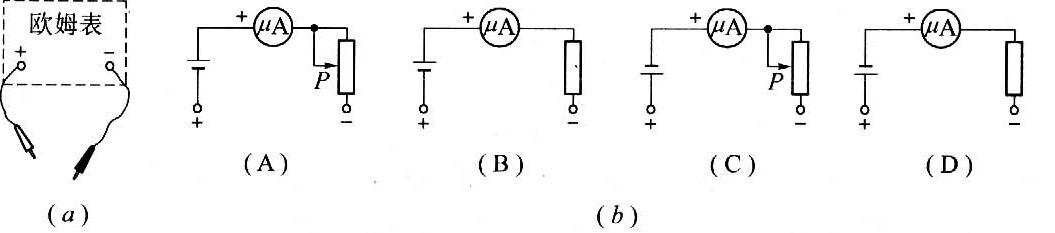 欧姆表
+ −
(a)
+ μA P + −
(A)
+ μA + −
(B)
+ μA P + −
(C)
+ μA + −
(D)
(b)